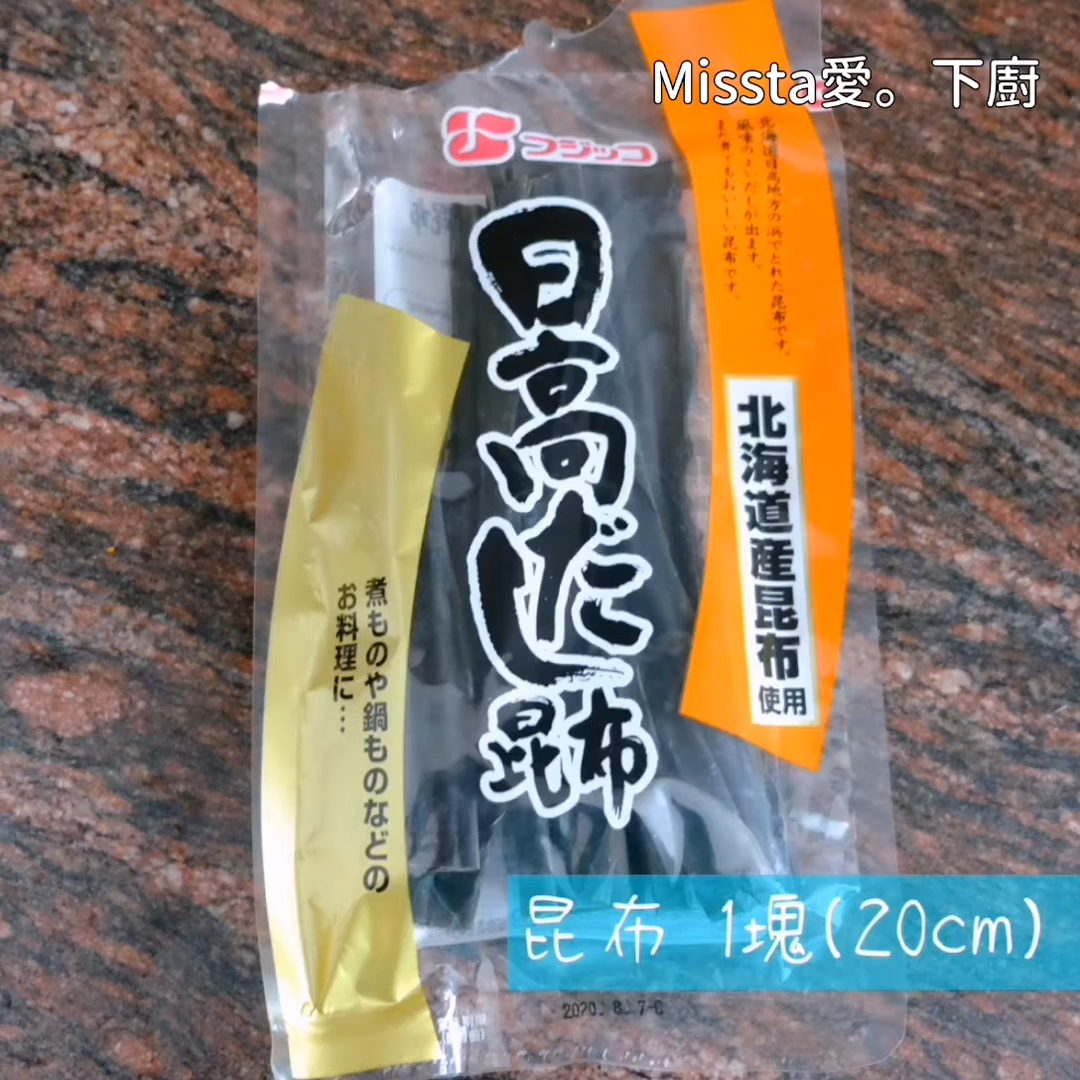 Missta愛。下廚
フジッコ
北海道日高地方の浜でとれた昆布です。
風味のよいだしが出ます。
また煮てもおいしい昆布です。
北海道産昆布使用
日高だし昆布
煮ものや鍋ものなどの
お料理に…
昆布 1塊(20cm)
2020. 8. 7-C